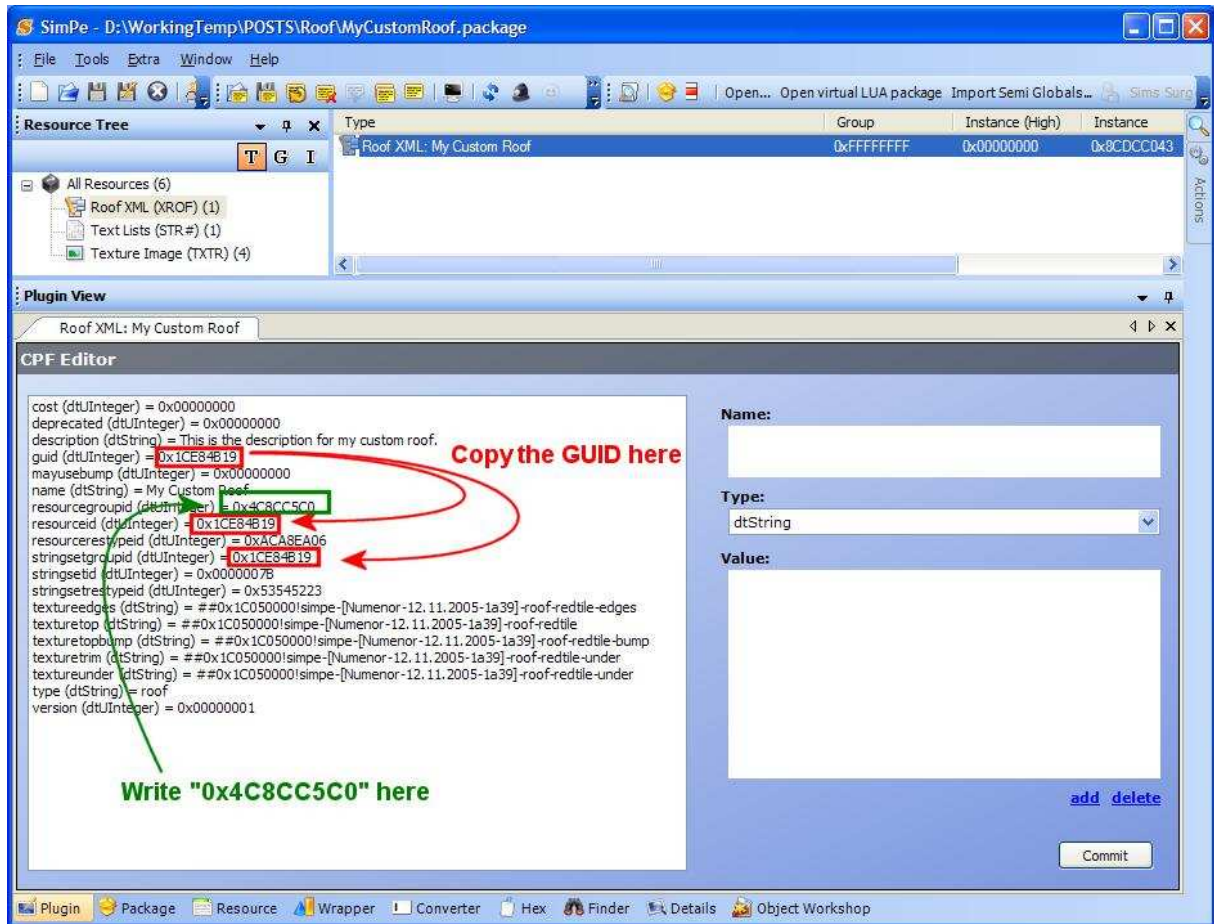 SimPe - D:\WorkingTemp\POSTS\Roof\MyCustomRoof.package
File Tools Extra Window Help
Open... Open virtual LUA package Import Semi Globals... Sims Surg
Resource Tree
T G I
All Resources (6)
Roof XML (XROF) (1)
Text Lists (STR#) (1)
Texture Image (TXTR) (4)
Type Group Instance (High) Instance
Roof XML: My Custom Roof 0xFFFFFFFF 0x00000000 0x8CDCC043
Actions
Plugin View
Roof XML: My Custom Roof
CPF Editor
cost (dtUInteger) = 0x00000000
deprecated (dtUInteger) = 0x00000000
description (dtString) = This is the description for my custom roof.
guid (dtUInteger) = 0x1CE84B19
mayusebump (dtUInteger) = 0x00000000
name (dtString) = My Custom Roof
resourcegroupid (dtUInteger) = 0x4C8CC5C0
resourceid (dtUInteger) = 0x1CE84B19
resourcerestypeid (dtUInteger) = 0xACA8EA06
stringsetgroupid (dtUInteger) = 0x1CE84B19
stringsetid (dtUInteger) = 0x0000007B
stringsetrestypeid (dtUInteger) = 0x53545223
textureedges (dtString) = ##0x1C050000!simpe-[Numenor-12.11.2005-1a39]-roof-redtile-edges
texturetop (dtString) = ##0x1C050000!simpe-[Numenor-12.11.2005-1a39]-roof-redtile
texturetopbump (dtString) = ##0x1C050000!simpe-[Numenor-12.11.2005-1a39]-roof-redtile-bump
texturetrim (dtString) = ##0x1C050000!simpe-[Numenor-12.11.2005-1a39]-roof-redtile-under
textureunder (dtString) = ##0x1C050000!simpe-[Numenor-12.11.2005-1a39]-roof-redtile-under
type (dtString) = roof
version (dtUInteger) = 0x00000001
Copy the GUID here
Write "0x4C8CC5C0" here
Name:
Type:
dtString
Value:
add delete
Commit
Plugin Package Resource Wrapper Converter Hex Finder Details Object Workshop